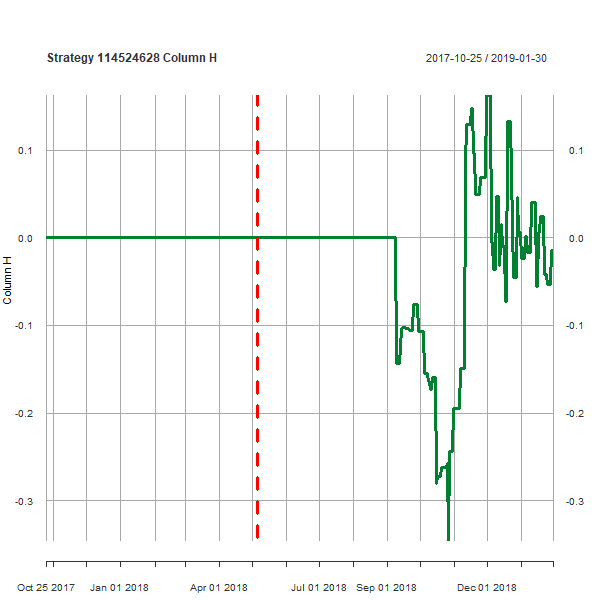 Strategy 114524628 Column H
2017-10-25 / 2019-01-30
0.1
0.1
0.0
0.0
-0.1
-0.1
-0.2
-0.2
-0.3
-0.3
Column H
Oct 25 2017
Jan 01 2018
Apr 01 2018
Jul 01 2018
Sep 01 2018
Dec 01 2018